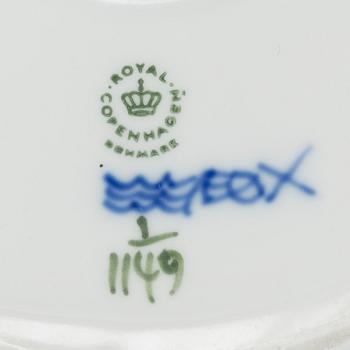 ROYAL
COPENHAGEN
DENMARK
1
1149